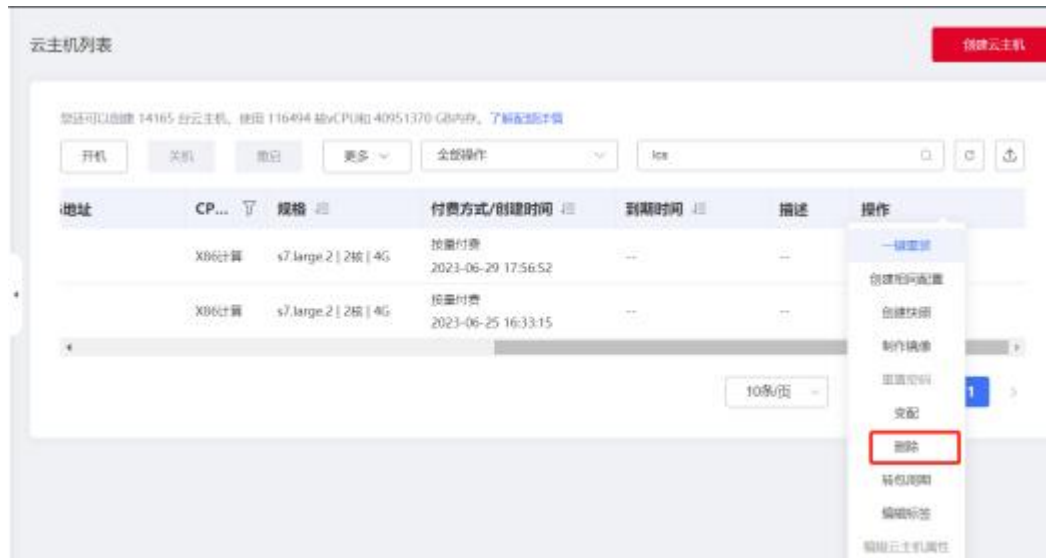 云主机列表
创建云主机
您还可以创建 14165 台云主机，使用 116494 核vCPU和 40951370 GB内存。了解配额详情
开机
关机
重启
更多
全部操作
ice
地址
CP...
规格
付费方式/创建时间
到期时间
描述
操作
X86计算
s7.large.2 | 2核 | 4G
按量付费
2023-06-29 17:56:52
--
--
X86计算
s7.large.2 | 2核 | 4G
按量付费
2023-06-25 16:33:15
--
--
一键重装
创建相同配置
创建快照
制作镜像
重置密码
变配
删除
转包周期
编辑标签
编辑云主机属性
10条/页
1